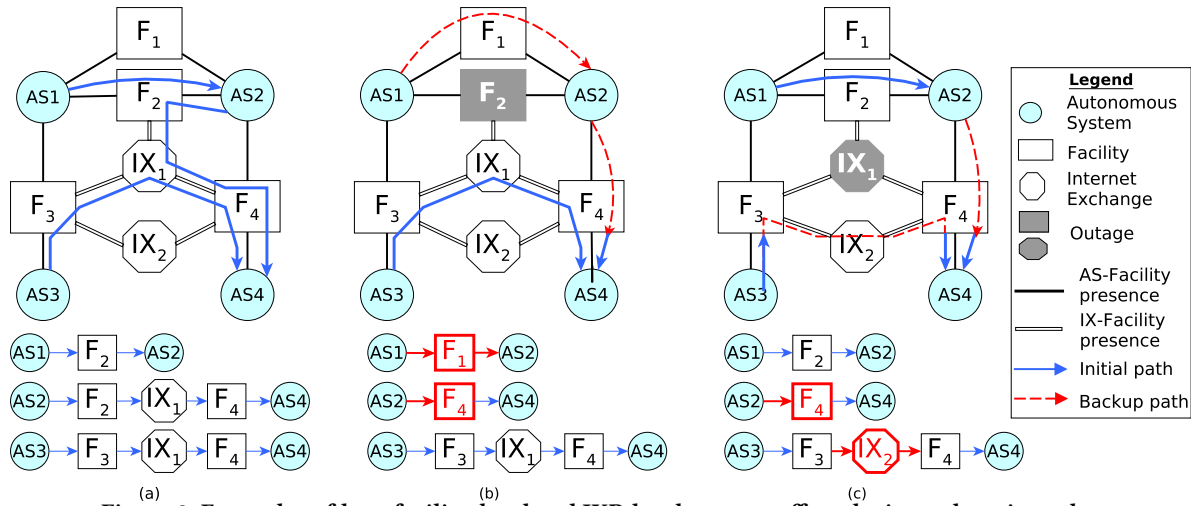 F1
AS1
F2
AS2
IX1
F3
F4
IX2
AS3
AS4
AS1 F2 AS2
AS2 F2 IX1 F4 AS4
AS3 F3 IX1 F4 AS4
(a)
F1
AS1
F2
AS2
IX1
F3
F4
IX2
AS3
AS4
AS1 F1 AS2
AS2 F4 AS4
AS3 F3 IX1 F4 AS4
(b)
F1
AS1
F2
AS2
IX1
F3
F4
IX2
AS3
AS4
AS1 F2 AS2
AS2 F4 AS4
AS3 F3 IX2 F4 AS4
(c)
Legend
Autonomous
System
Facility
Internet
Exchange
Outage
AS-Facility
presence
IX-Facility
presence
Initial path
Backup path